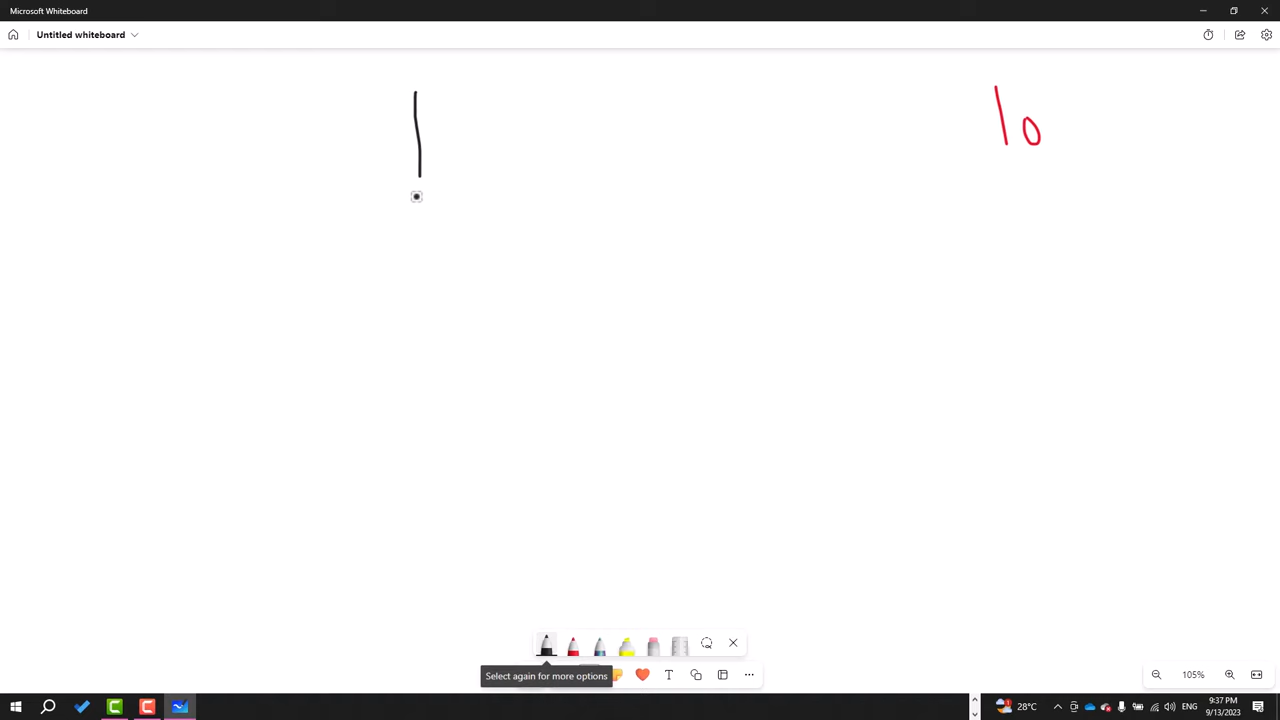 Microsoft Whiteboard
Untitled whiteboard
1
10
Select again for more options
105%
28°C
ENG
9:37 PM
9/13/2023